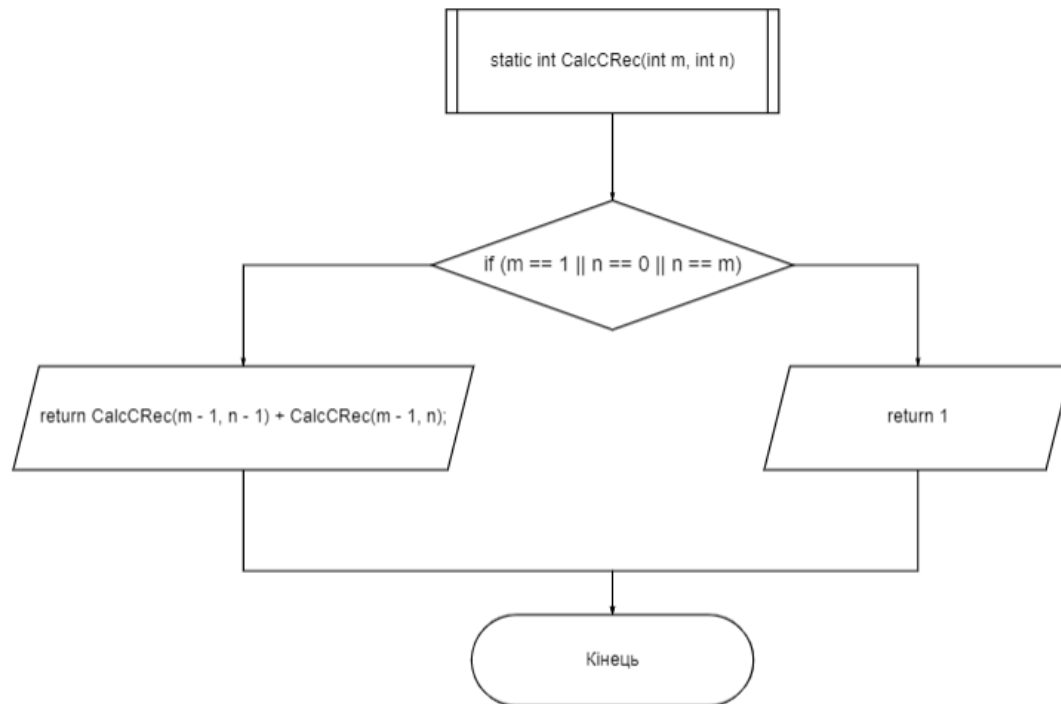 static int CalcCRec(int m, int n)
if (m == 1 || n == 0 || n == m)
return CalcCRec(m - 1, n - 1) + CalcCRec(m - 1, n);
return 1
Кінець